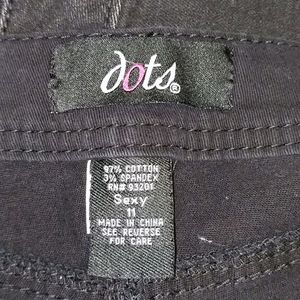 dots®
97% COTTON
3% SPANDEX
RN# 93201
Sexy
11
MADE IN CHINA
SEE REVERSE
FOR CARE